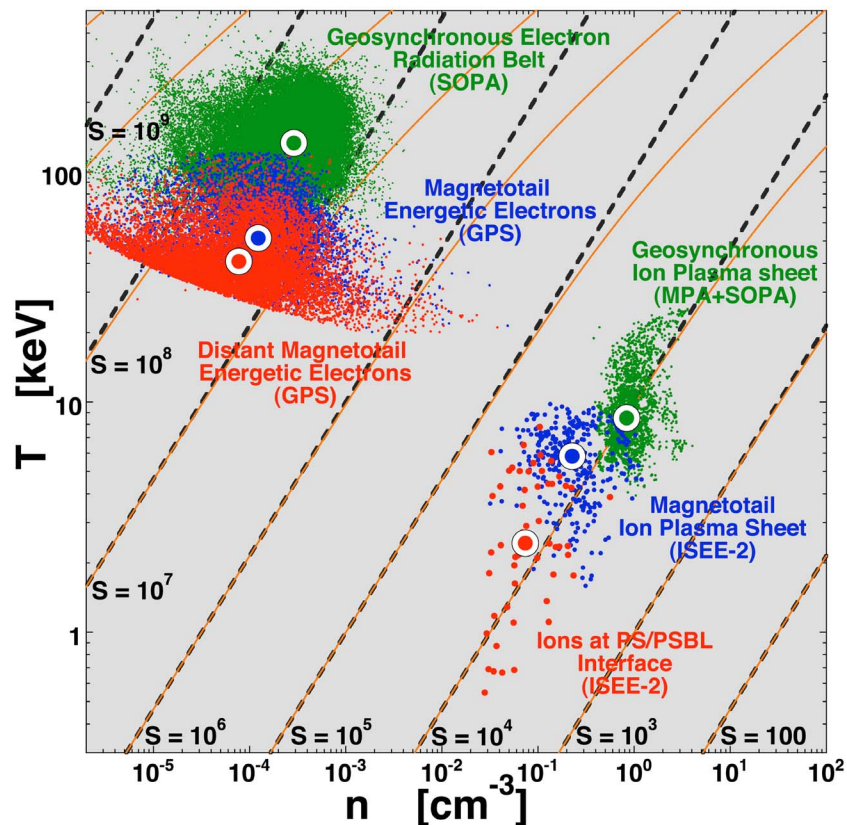 Geosynchronous Electron
Radiation Belt
(SOPA)
S = 10⁹
100
Magnetotail
Energetic Electrons
(GPS)
Geosynchronous
Ion Plasma sheet
(MPA+SOPA)
S = 10⁸
Distant Magnetotail
Energetic Electrons
(GPS)
10
T [keV]
Magnetotail
Ion Plasma Sheet
(ISEE-2)
S = 10⁷
1
Ions at PS/PSBL
Interface
(ISEE-2)
S = 10⁶
S = 10⁵
S = 10⁴
S = 10³
S = 100
10⁻⁵
10⁻⁴
10⁻³
10⁻²
10⁻¹
10⁰
10¹
10²
n [cm⁻³]